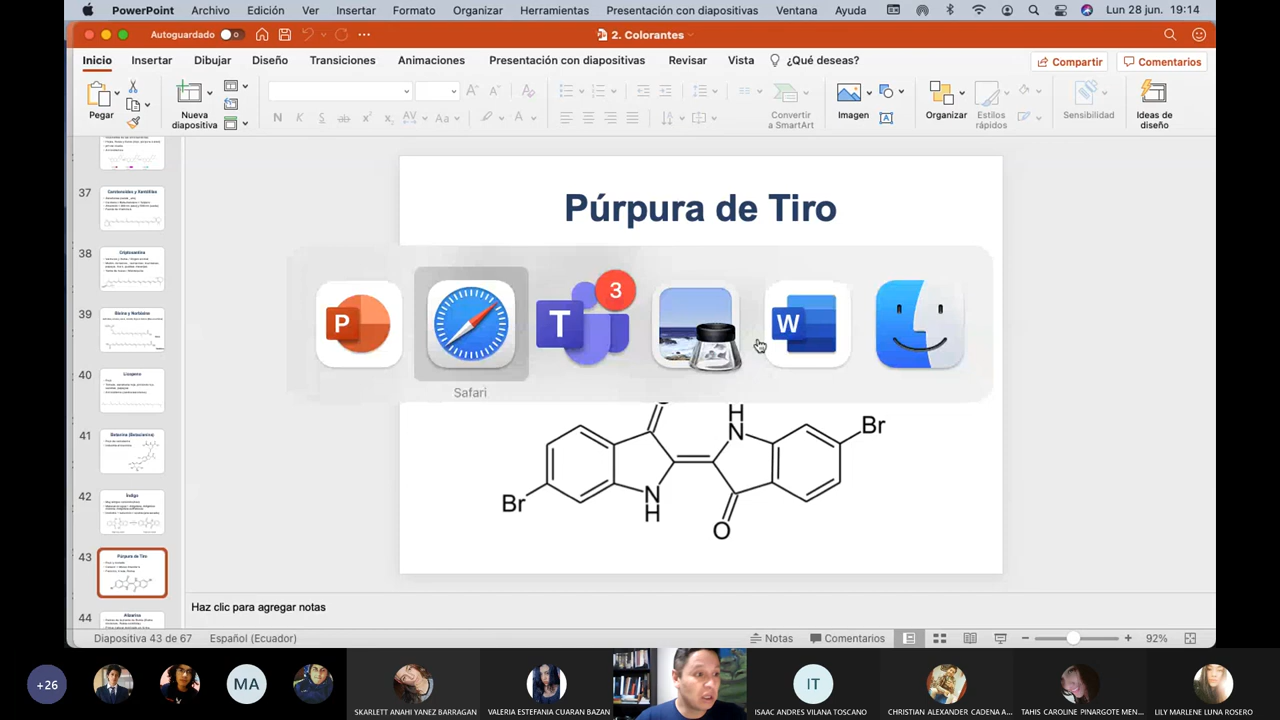 PowerPoint Archivo Edición Ver Insertar Formato Organizar Herramientas Presentación con diapositivas Ventana Ayuda Lun 28 jun. 19:14
Autoguardado 2. Colorantes
Inicio Insertar Dibujar Diseño Transiciones Animaciones Presentación con diapositivas Revisar Vista ¿Qué deseas? Compartir Comentarios
Pegar Nueva diapositiva N Convertir a SmartArt Imagen Organizar Estilos rápidos Sensibilidad Ideas de diseño
37
38
39
40
41
42
43
44
Carotenoides y Xantófilas
Criptoxantina
Bixina y Norbixina
Licopeno
Índigo
Púrpura de Tiro
Alizarina
Púrpura de Tiro
P
3
T
W
Safari
H
N
Br
Br
N
H
O
Haz clic para agregar notas
Diapositiva 43 de 67 Español (Ecuador) Notas Comentarios 92%
+26
MA
IT
SKARLETT ANAHI YANEZ BARRAGAN
VALERIA ESTEFANIA CUARAN BAZAN
ISAAC ANDRES VILANA TOSCANO
CHRISTIAN ALEXANDER CADENA A...
TAHIS CAROLINE PINARGOTE MEN...
LILY MARLENE LUNA ROSERO